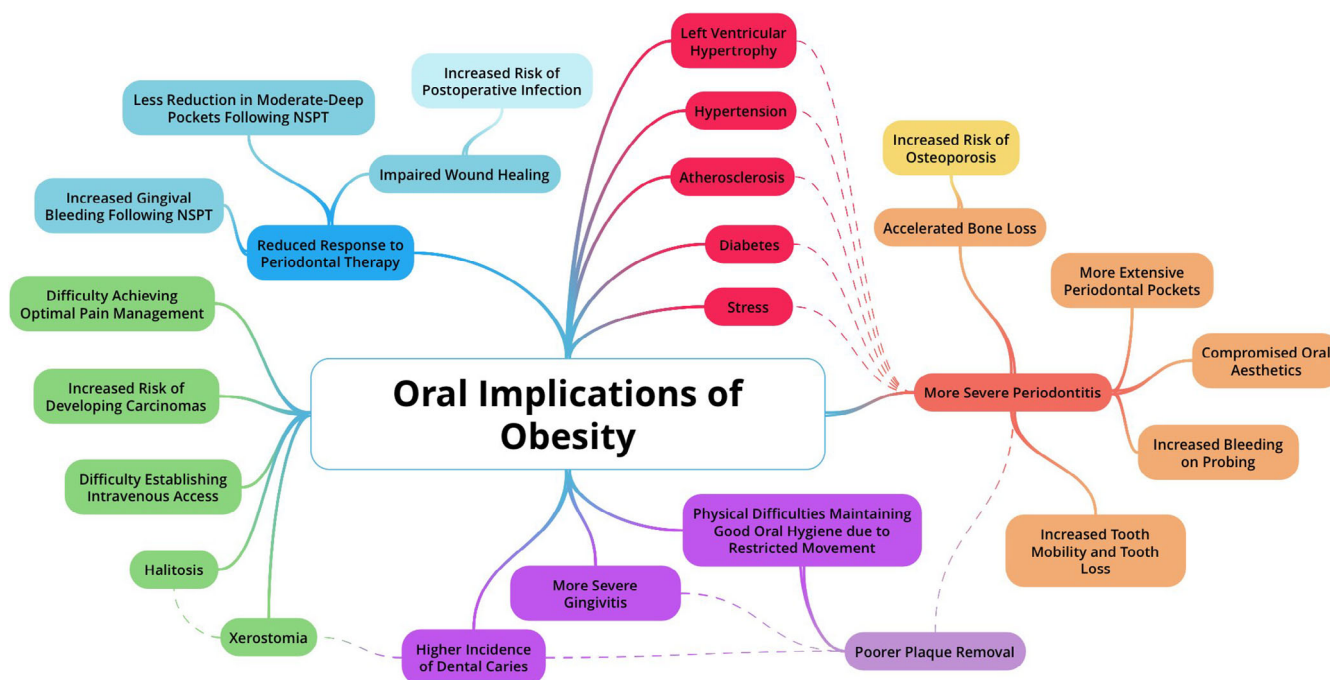 Left Ventricular
Hypertrophy
Increased Risk of
Postoperative Infection
Less Reduction in Moderate-Deep
Pockets Following NSPT
Hypertension
Increased Risk of
Osteoporosis
Impaired Wound Healing
Atherosclerosis
Increased Gingival
Bleeding Following NSPT
Accelerated Bone Loss
Reduced Response to
Periodontal Therapy
Diabetes
More Extensive
Periodontal Pockets
Difficulty Achieving
Optimal Pain Management
Stress
Compromised Oral
Aesthetics
Increased Risk of
Developing Carcinomas
Oral Implications of
Obesity
More Severe Periodontitis
Increased Bleeding
on Probing
Difficulty Establishing
Intravenous Access
Physical Difficulties Maintaining
Good Oral Hygiene due to
Restricted Movement
Increased Tooth
Mobility and Tooth
Loss
Halitosis
More Severe
Gingivitis
Xerostomia
Higher Incidence
of Dental Caries
Poorer Plaque Removal